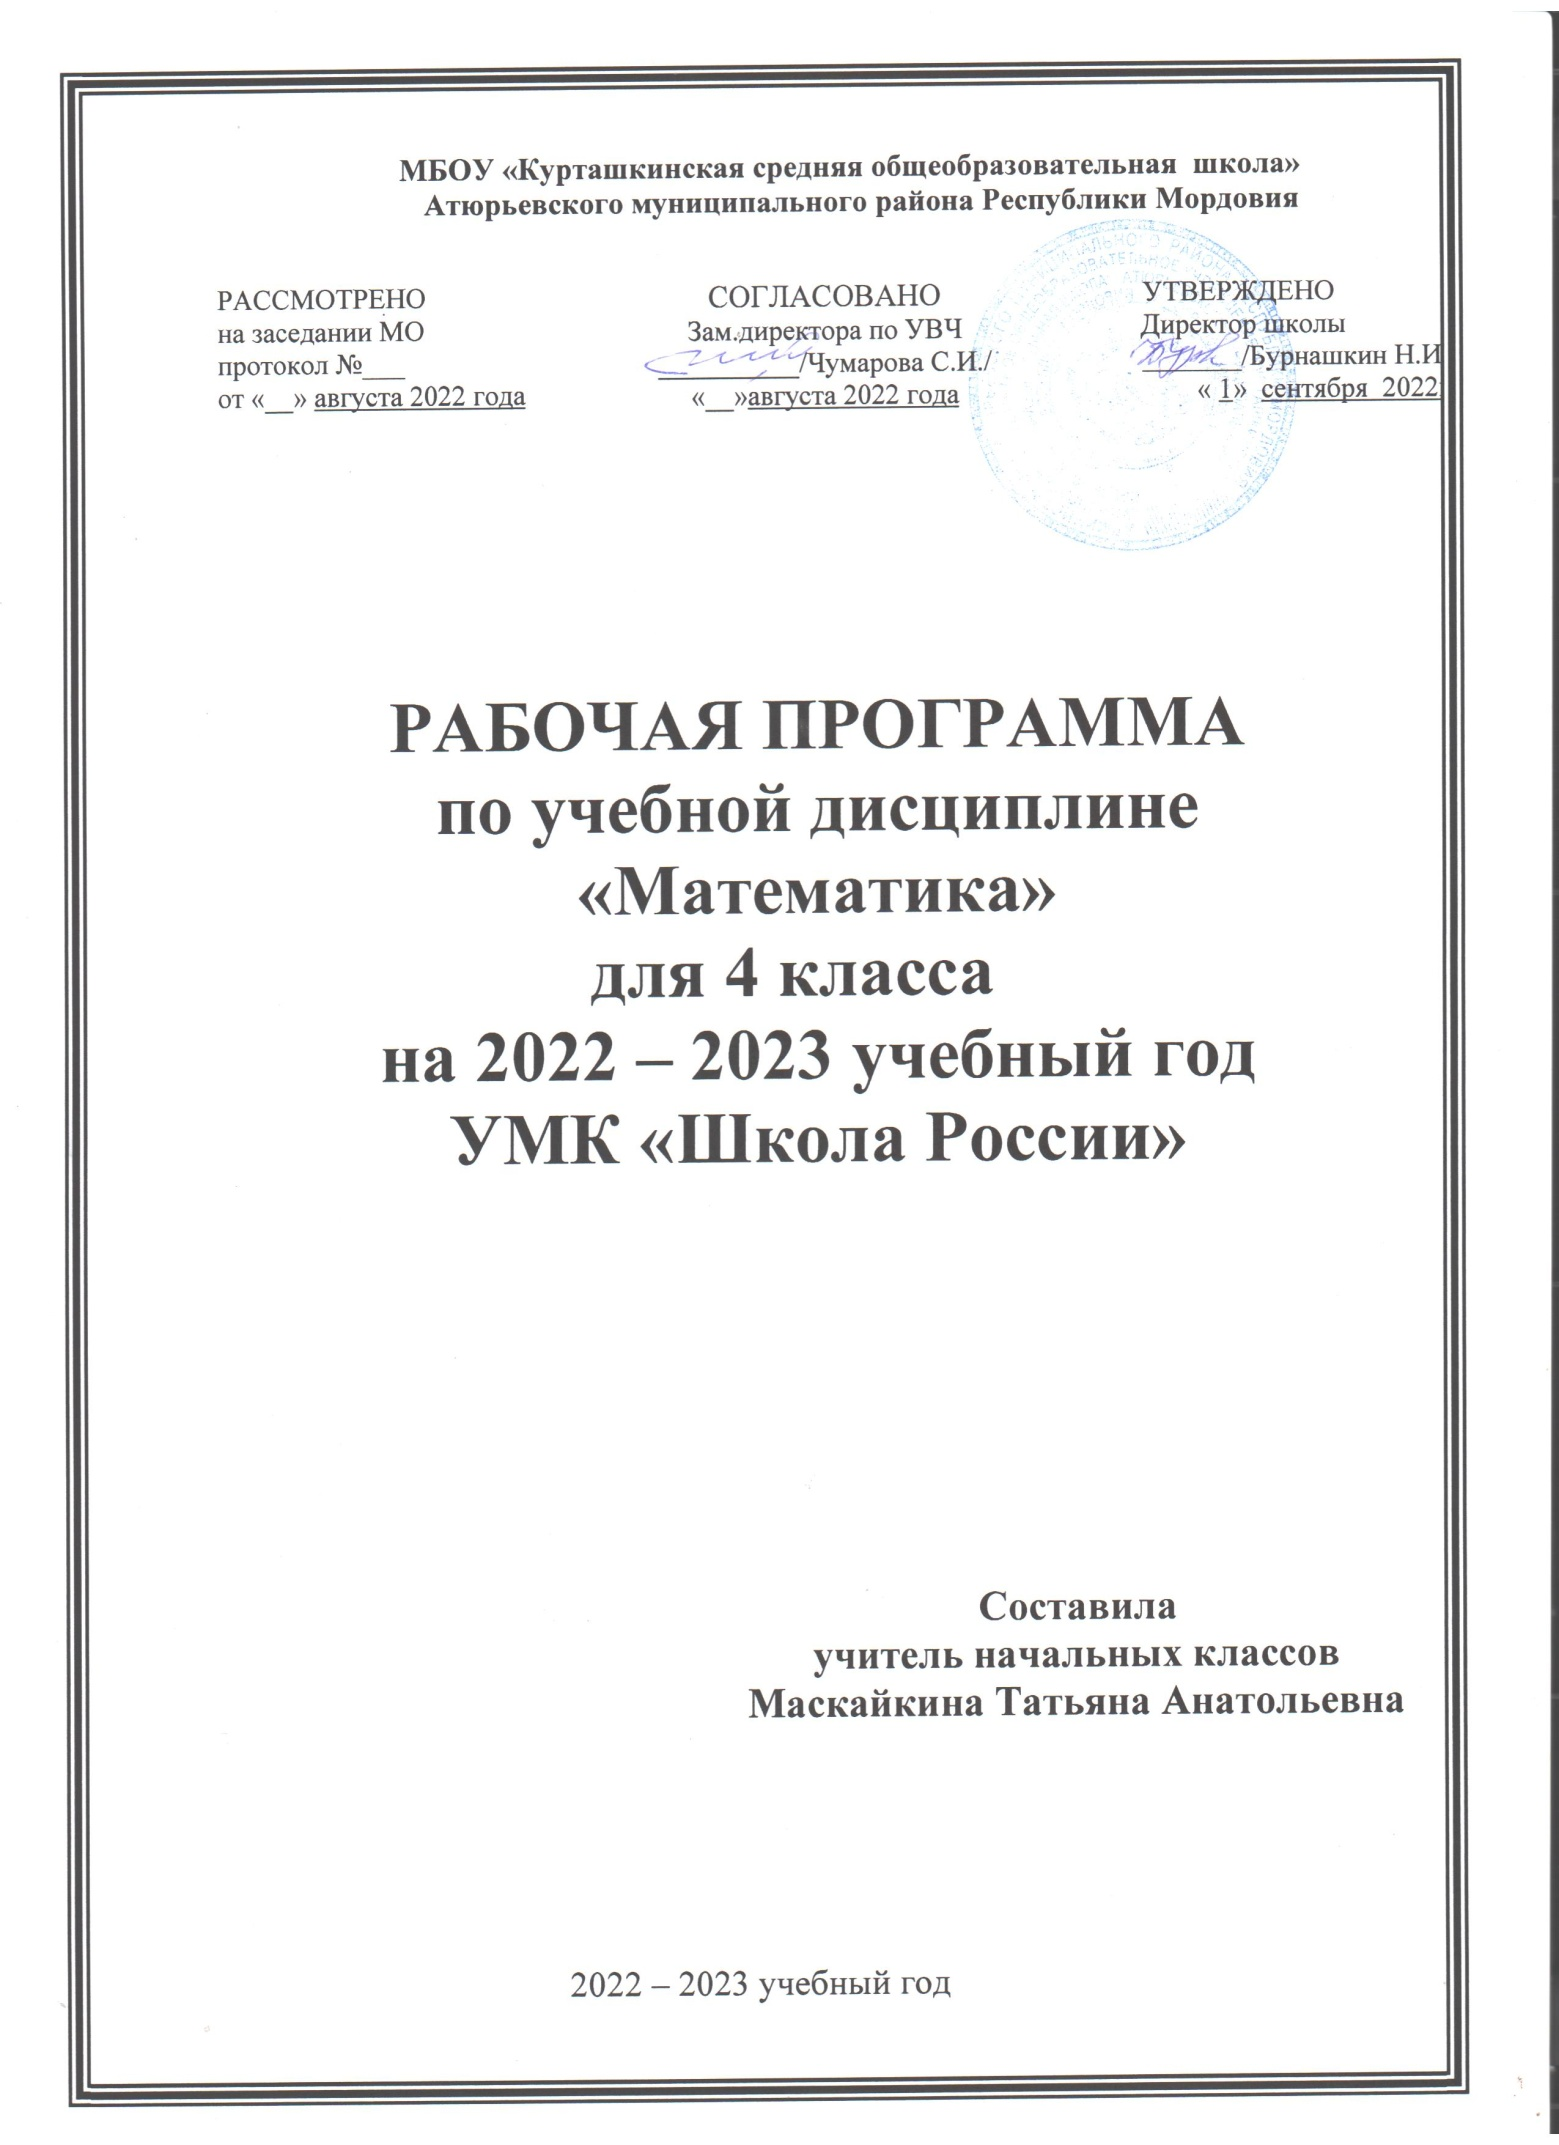 МБОУ «Курташкинская средняя общеобразовательная школа»
Атюрьевского муниципального района Республики Мордовия
РАССМОТРЕНО
на заседании МО
протокол №___
от «__» августа 2022 года
СОГЛАСОВАНО
Зам.директора по УВЧ
__________/Чумарова С.И./
«__»августа 2022 года
УТВЕРЖДЕНО
Директор школы
_______/Бурнашкин Н.И
« 1» сентября 2022
РАБОЧАЯ ПРОГРАММА
по учебной дисциплине
«Математика»
для 4 класса
на 2022 – 2023 учебный год
УМК «Школа России»
Составила
учитель начальных классов
Маскайкина Татьяна Анатольевна
2022 – 2023 учебный год